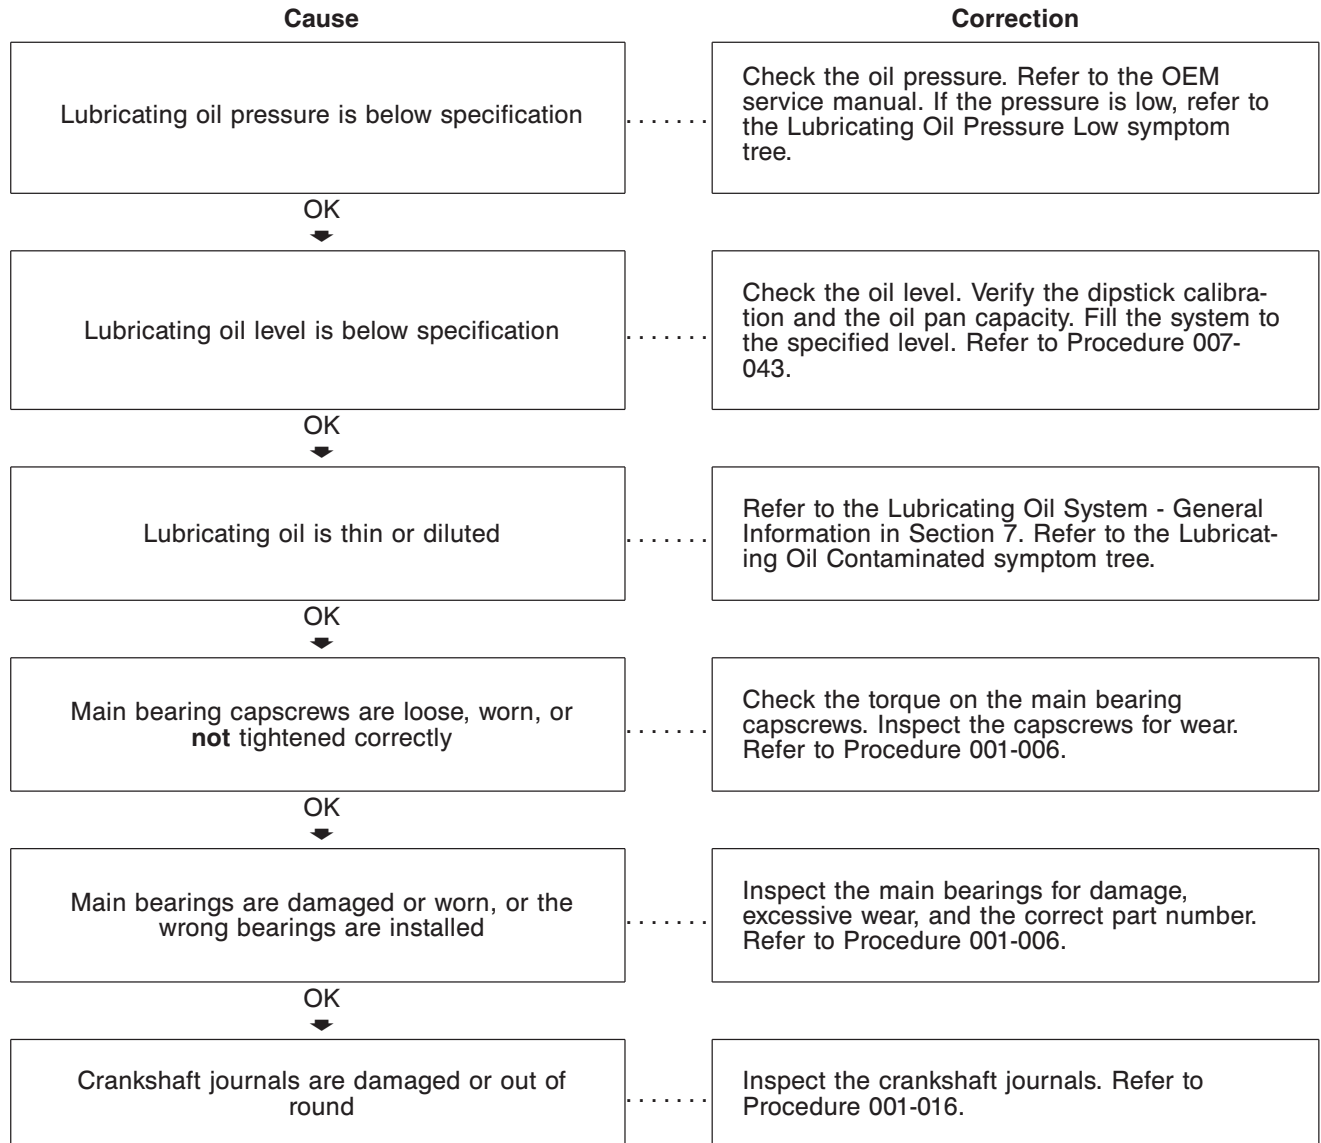 Cause
Correction
Lubricating oil pressure is below specification
.......
Check the oil pressure. Refer to the OEM
service manual. If the pressure is low, refer to
the Lubricating Oil Pressure Low symptom
tree.
OK
Lubricating oil level is below specification
.......
Check the oil level. Verify the dipstick calibra-
tion and the oil pan capacity. Fill the system to
the specified level. Refer to Procedure 007-
043.
OK
Lubricating oil is thin or diluted
.......
Refer to the Lubricating Oil System - General
Information in Section 7. Refer to the Lubricat-
ing Oil Contaminated symptom tree.
OK
Main bearing capscrews are loose, worn, or
not tightened correctly
.......
Check the torque on the main bearing
capscrews. Inspect the capscrews for wear.
Refer to Procedure 001-006.
OK
Main bearings are damaged or worn, or the
wrong bearings are installed
.......
Inspect the main bearings for damage,
excessive wear, and the correct part number.
Refer to Procedure 001-006.
OK
Crankshaft journals are damaged or out of
round
.......
Inspect the crankshaft journals. Refer to
Procedure 001-016.